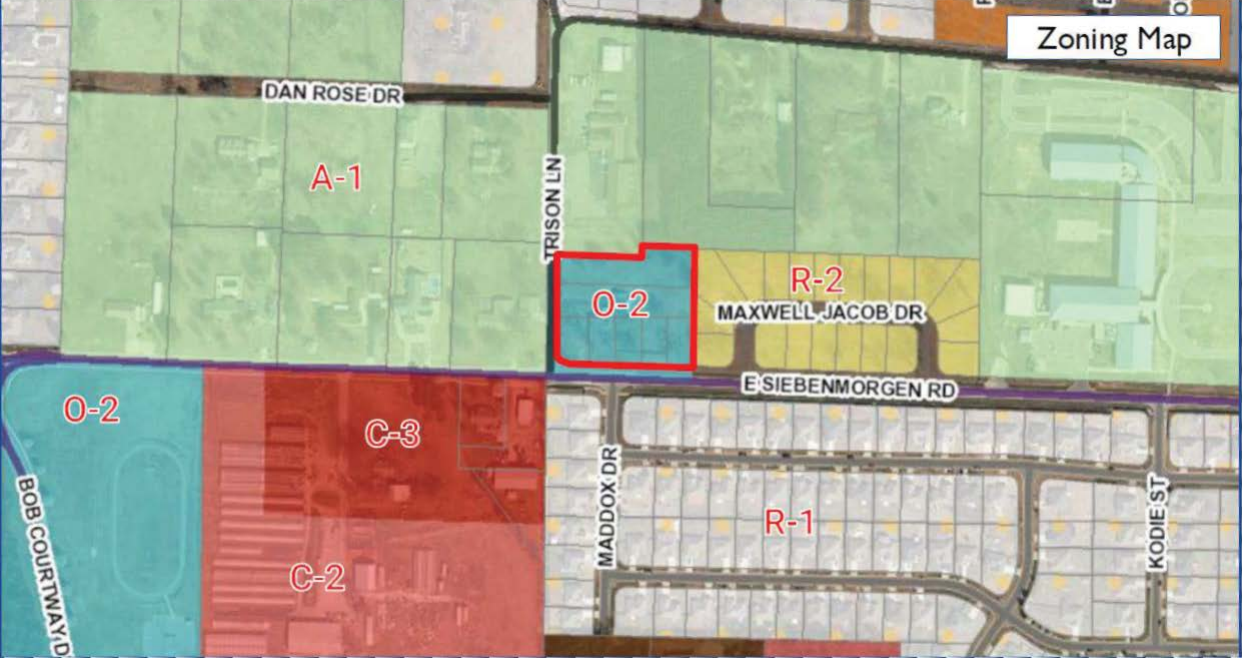 Zoning Map
DAN ROSE DR
TRISON LN
A-1
O-2
R-2
MAXWELL JACOB DR
E SIEBENMORGEN RD
O-2
C-3
BOB COURTWAY D
MADDOX DR
R-1
KODIE ST
C-2